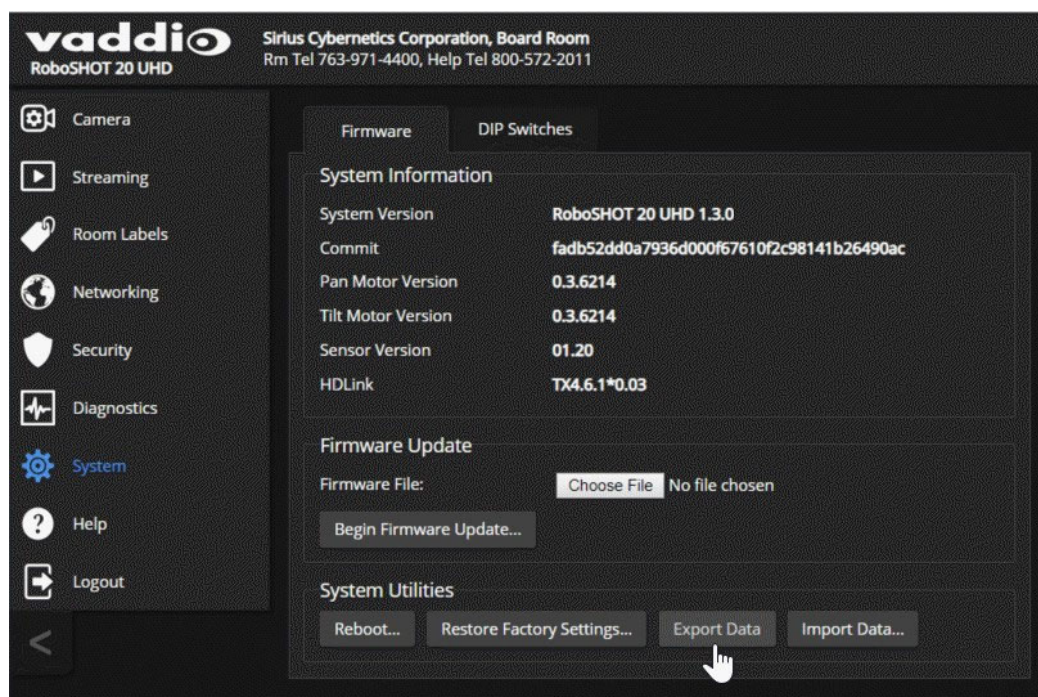 vaddio
RoboSHOT 20 UHD
Sirius Cybernetics Corporation, Board Room
Rm Tel 763-971-4400, Help Tel 800-572-2011
Camera
Streaming
Room Labels
Networking
Security
Diagnostics
System
Help
Logout
<
Firmware DIP Switches
System Information
System Version RoboSHOT 20 UHD 1.3.0
Commit fadb52dd0a7936d000f67610f2c98141b26490ac
Pan Motor Version 0.3.6214
Tilt Motor Version 0.3.6214
Sensor Version 01.20
HDLink TX4.6.1*0.03
Firmware Update
Firmware File: Choose File No file chosen
Begin Firmware Update...
System Utilities
Reboot... Restore Factory Settings... Export Data Import Data...